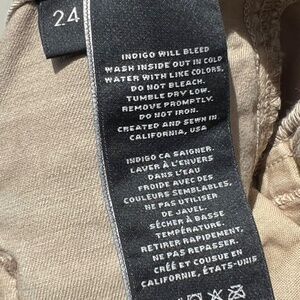 24
INDIGO WILL BLEED
WASH INSIDE OUT IN COLD
WATER WITH LIKE COLORS.
DO NOT BLEACH.
TUMBLE DRY LOW.
REMOVE PROMPTLY.
DO NOT IRON.
CREATED AND SEWN IN
CALIFORNIA, USA
INDIGO CA SAIGNER.
LAVER À L'ENVERS
DANS L'EAU
FROIDE AVEC DES
COULEURS SEMBLABLES.
NE PAS UTILISER
DE JAVEL.
SÉCHER À BASSE
TEMPÉRATURE.
RETIRER RAPIDEMENT.
NE PAS REPASSER.
CRÉÉ ET COUSUE EN
CALIFORNIE, ÉTATS-UNIS